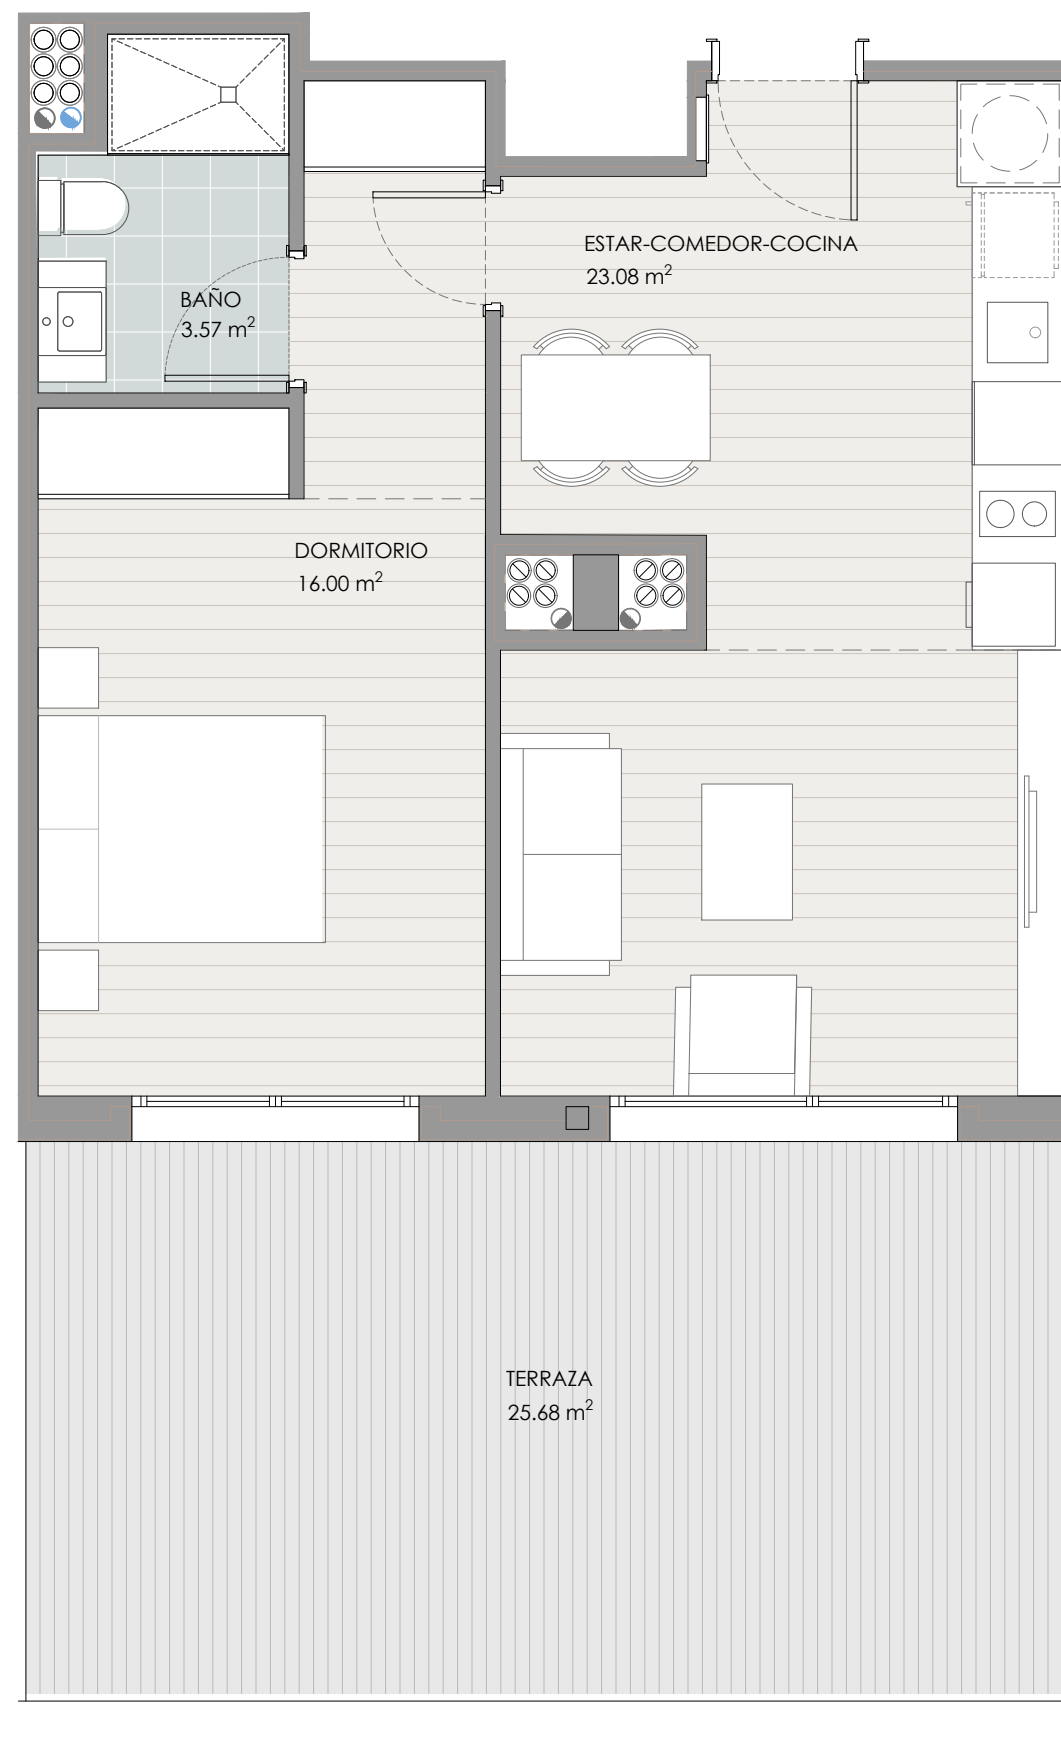 ESTAR-COMEDOR-COCINA
23.08 m²
BAÑO
3.57 m²
DORMITORIO
16.00 m²
TERRAZA
25.68 m²